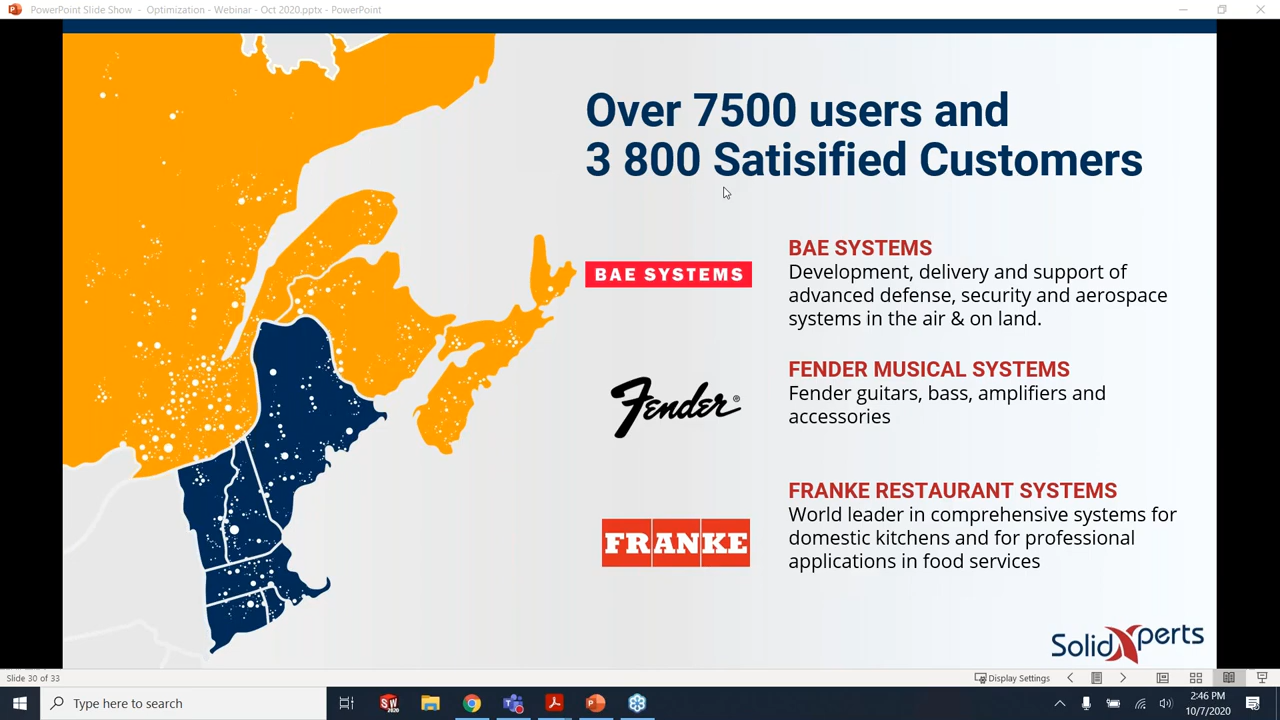 PowerPoint Slide Show - Optimization - Webinar - Oct 2020.pptx - PowerPoint
Over 7500 users and
3 800 Satisified Customers
BAE SYSTEMS
BAE SYSTEMS
Development, delivery and support of
advanced defense, security and aerospace
systems in the air & on land.
Fender®
FENDER MUSICAL SYSTEMS
Fender guitars, bass, amplifiers and
accessories
FRANKE
FRANKE RESTAURANT SYSTEMS
World leader in comprehensive systems for
domestic kitchens and for professional
applications in food services
SolidXperts
Slide 30 of 33
Display Settings
Type here to search
SW
2020
2:46 PM
10/7/2020